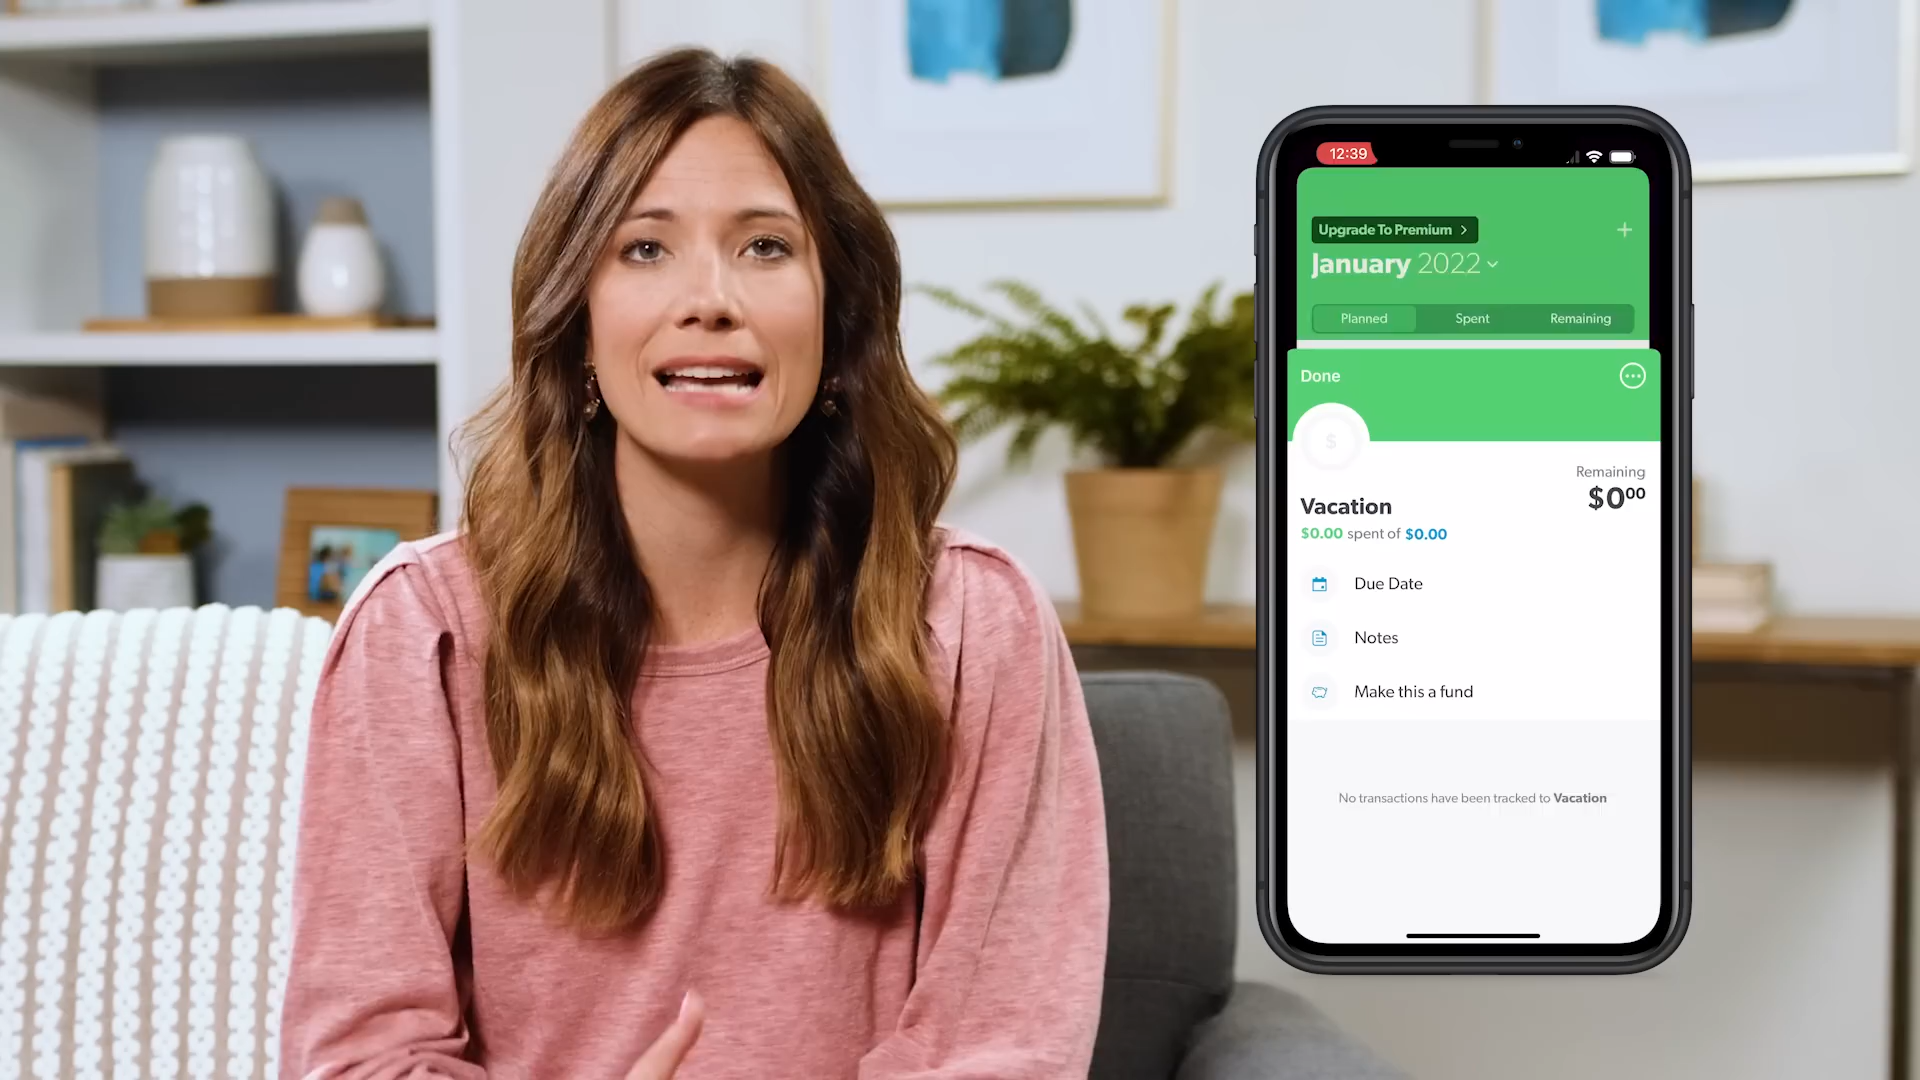 12:39
Upgrade To Premium >
January 2022
Planned Spent Remaining
Done
Remaining
$0.00
Vacation
$0.00 spent of $0.00
Due Date
Notes
Make this a fund
No transactions have been tracked to Vacation